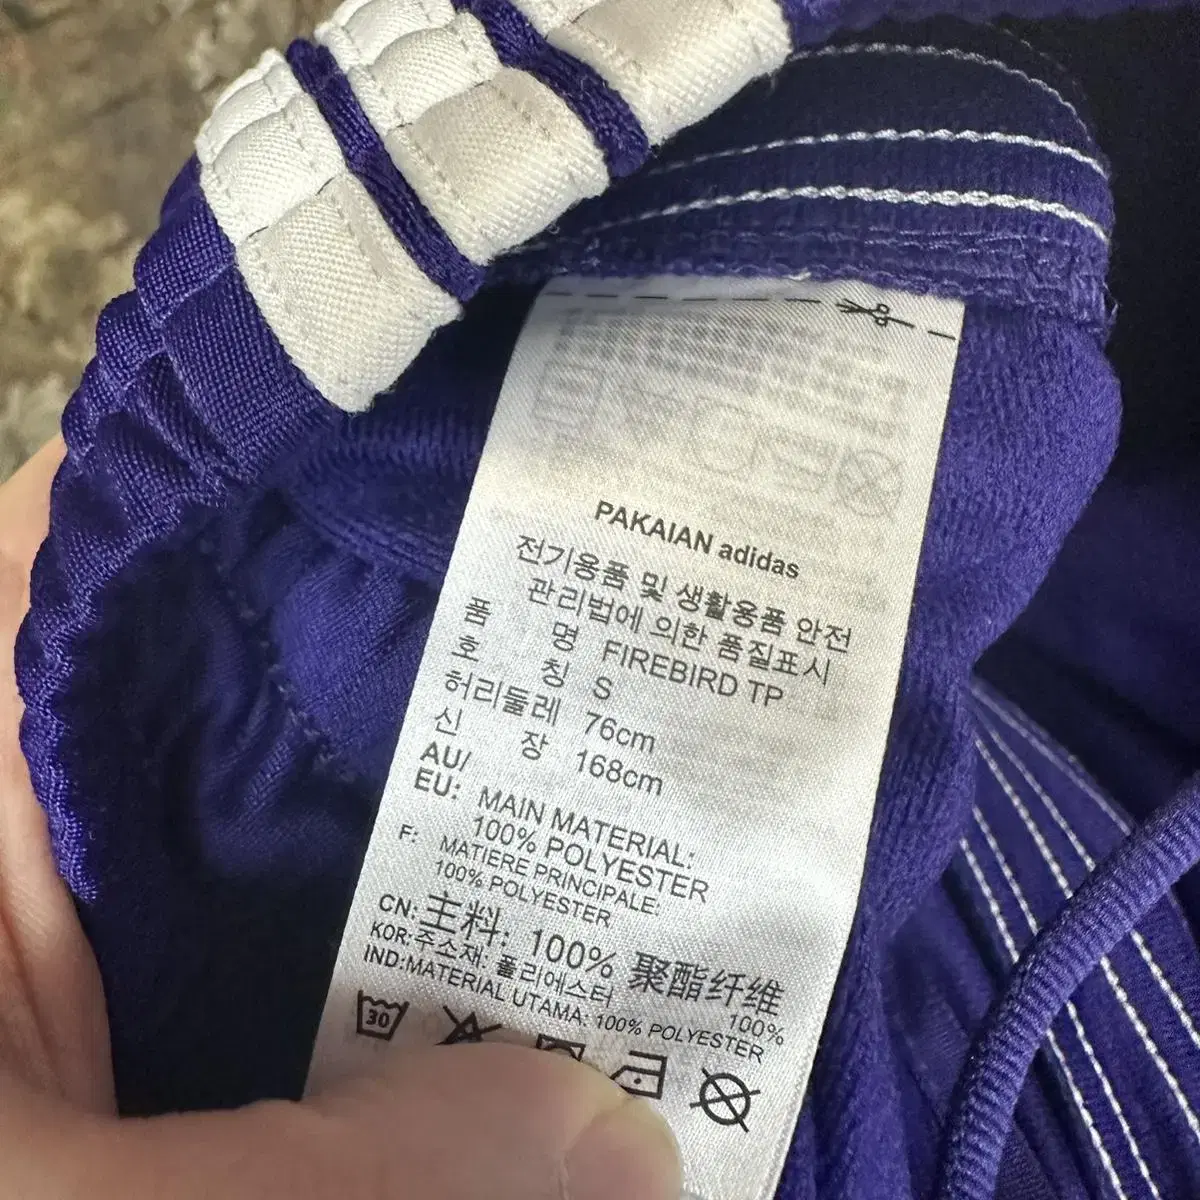 PAKAIAN adidas
전기용품 및 생활용품 안전
관리법에 의한 품질표시
품 명 FIREBIRD TP
호 칭 S
허리둘레 76cm
신 장 168cm
AU/
EU: MAIN MATERIAL:
100% POLYESTER
F: MATIERE PRINCIPALE:
100% POLYESTER
CN: 主料: 100% 聚酯纤维
KOR: 주소재: 폴리에스터 100%
IND: MATERIAL UTAMA: 100% POLYESTER
30